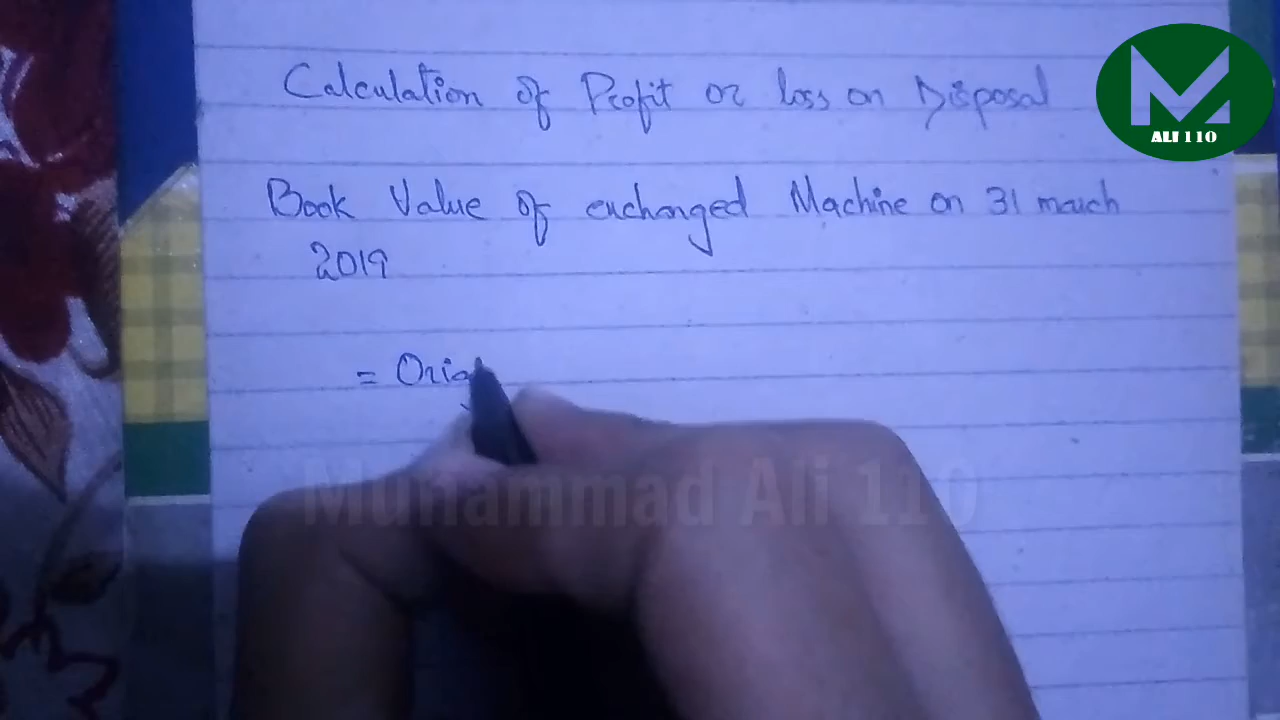 ALI 110
Calculation of Profit or loss on Disposal
Book Value of exchanged Machine on 31 march
2019
= Orig
Muhammad Ali 110